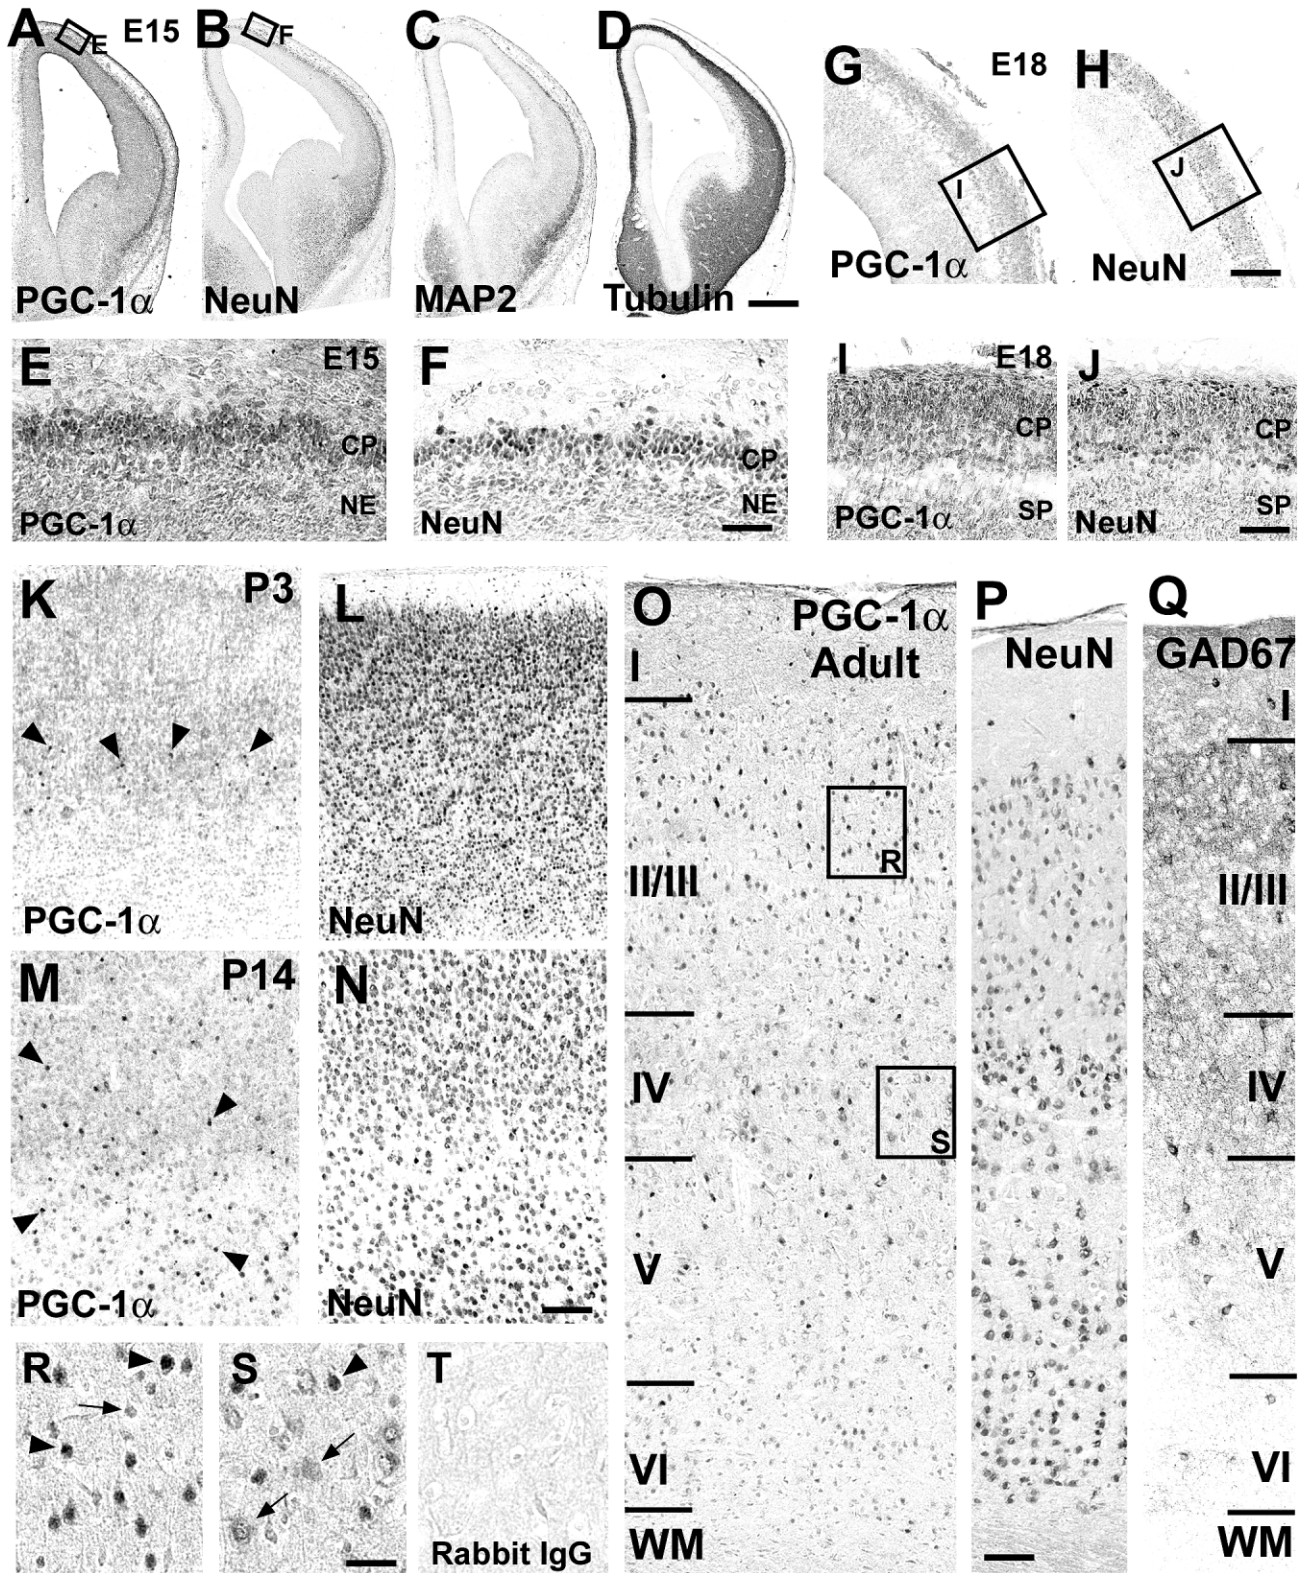 A E15 B C D
E F
PGC-1α NeuN MAP2 Tubulin
G E18 H
I J
PGC-1α NeuN
E E15 F
CP CP
NE NE
PGC-1α NeuN
I E18 J
CP CP
SP SP
PGC-1α NeuN
K P3 L
PGC-1α NeuN
M P14 N
PGC-1α NeuN
O PGC-1α
Adult
I
II/III
R
IV
S
V
VI
WM
P
NeuN
Q
GAD67
I
II/III
IV
V
VI
WM
R S T
Rabbit IgG